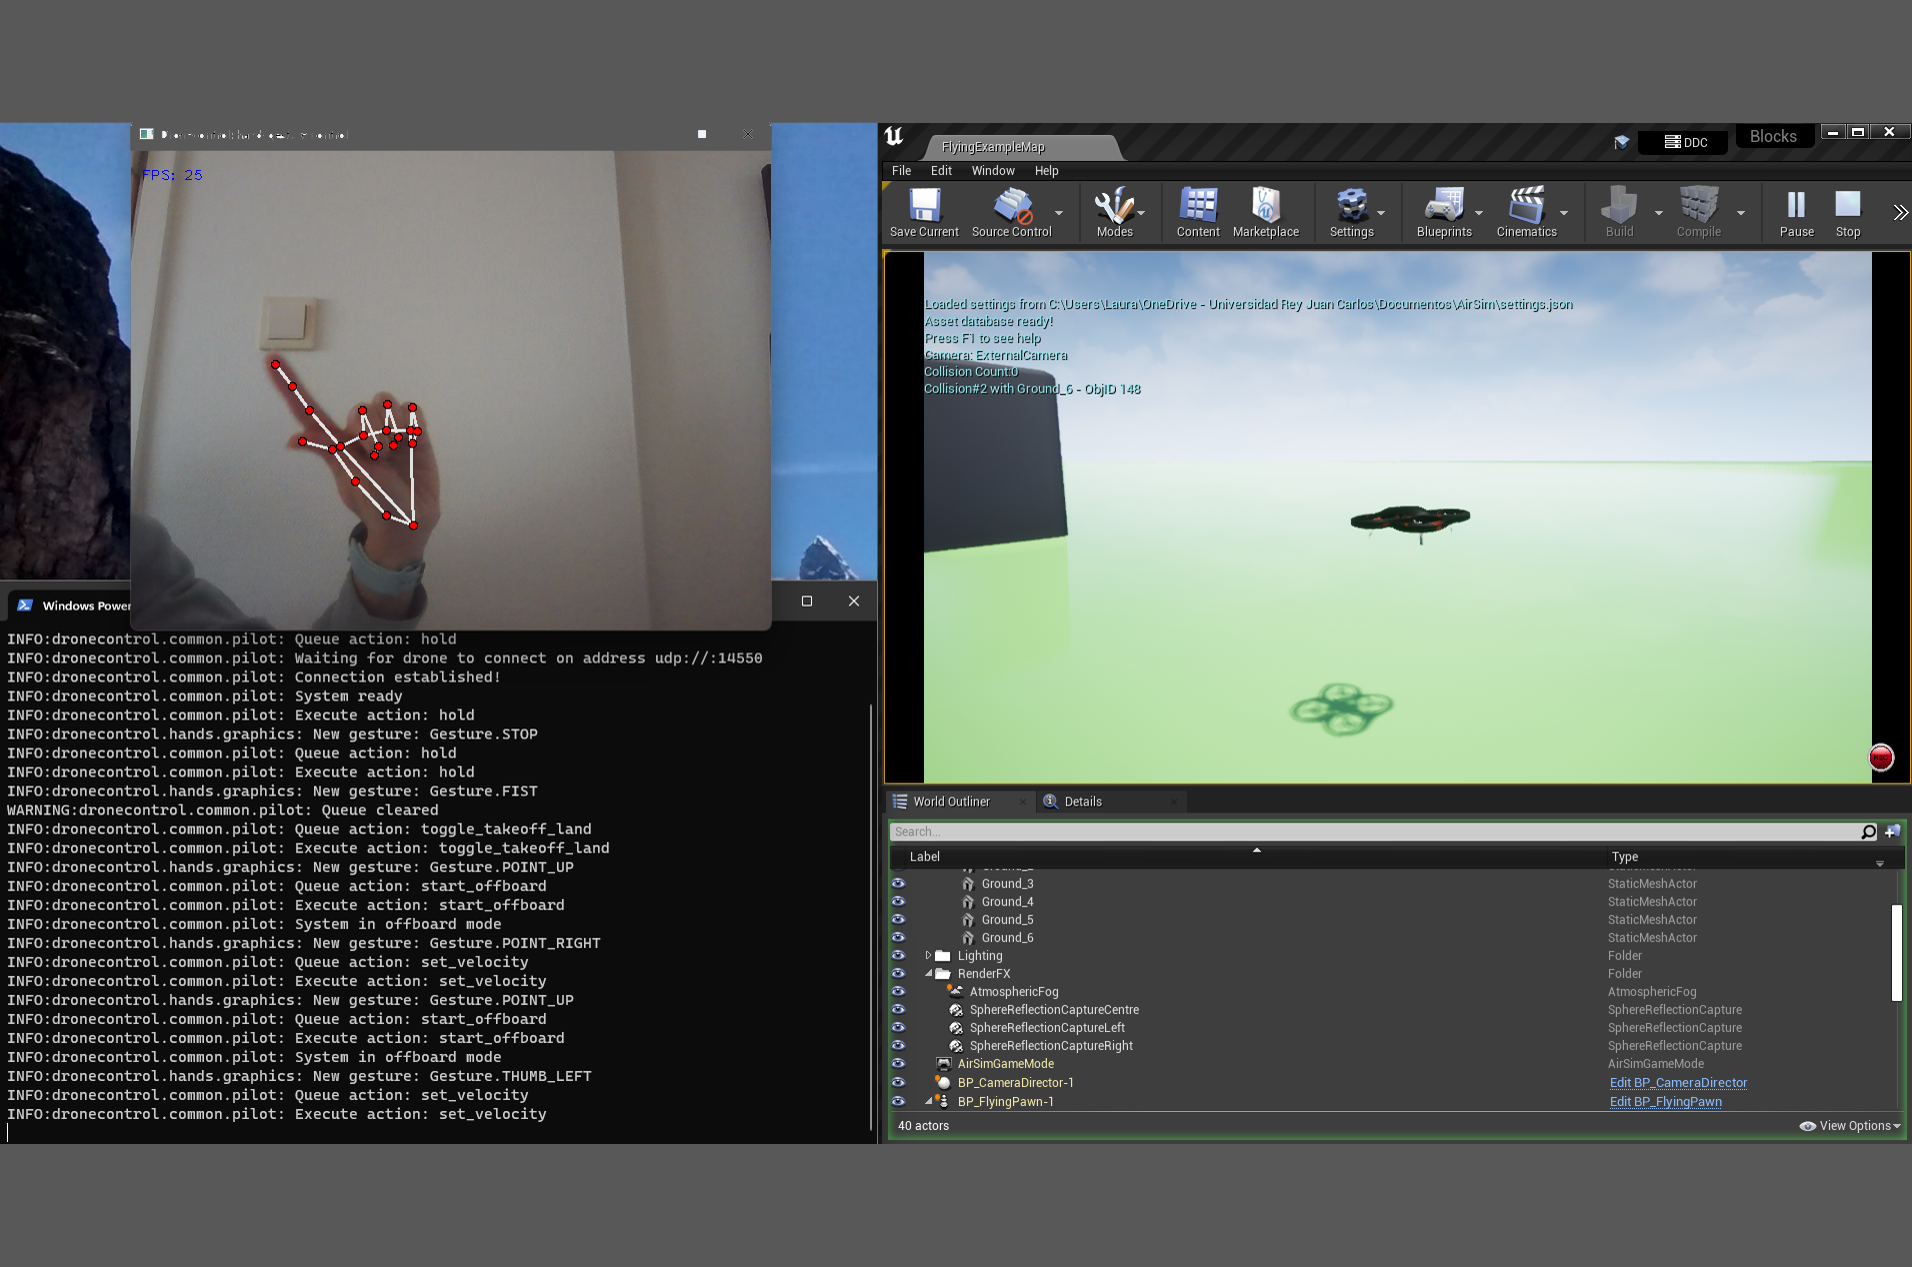 FPS: 25
Windows Power
INFO:dronecontrol.common.pilot: Queue action: hold
INFO:dronecontrol.common.pilot: Waiting for drone to connect on address udp://:14550
INFO:dronecontrol.common.pilot: Connection established!
INFO:dronecontrol.common.pilot: System ready
INFO:dronecontrol.common.pilot: Execute action: hold
INFO:dronecontrol.hands.graphics: New gesture: Gesture.STOP
INFO:dronecontrol.common.pilot: Queue action: hold
INFO:dronecontrol.common.pilot: Execute action: hold
INFO:dronecontrol.hands.graphics: New gesture: Gesture.FIST
WARNING:dronecontrol.common.pilot: Queue cleared
INFO:dronecontrol.common.pilot: Queue action: toggle_takeoff_land
INFO:dronecontrol.common.pilot: Execute action: toggle_takeoff_land
INFO:dronecontrol.hands.graphics: New gesture: Gesture.POINT_UP
INFO:dronecontrol.common.pilot: Queue action: start_offboard
INFO:dronecontrol.common.pilot: Execute action: start_offboard
INFO:dronecontrol.common.pilot: System in offboard mode
INFO:dronecontrol.hands.graphics: New gesture: Gesture.POINT_RIGHT
INFO:dronecontrol.common.pilot: Queue action: set_velocity
INFO:dronecontrol.common.pilot: Execute action: set_velocity
INFO:dronecontrol.hands.graphics: New gesture: Gesture.POINT_UP
INFO:dronecontrol.common.pilot: Queue action: start_offboard
INFO:dronecontrol.common.pilot: Execute action: start_offboard
INFO:dronecontrol.common.pilot: System in offboard mode
INFO:dronecontrol.hands.graphics: New gesture: Gesture.THUMB_LEFT
INFO:dronecontrol.common.pilot: Queue action: set_velocity
INFO:dronecontrol.common.pilot: Execute action: set_velocity
FlyingExampleMap
DDC
Blocks
File Edit Window Help
Save Current Source Control Modes Content Marketplace Settings Blueprints Cinematics Build Compile Pause Stop
Loaded settings from C:\Users\Laura\OneDrive - Universidad Rey Juan Carlos\Documentos\AirSim\settings.json
Asset database ready!
Press F1 to see help
Camera: ExternalCamera
Collision Count:0
Collision#2 with Ground_6 - ObjID 148
REC
World Outliner Details
Search...
Label Type
Ground_3 StaticMeshActor
Ground_4 StaticMeshActor
Ground_5 StaticMeshActor
Ground_6 StaticMeshActor
Lighting Folder
RenderFX Folder
AtmosphericFog AtmosphericFog
SphereReflectionCaptureCentre SphereReflectionCapture
SphereReflectionCaptureLeft SphereReflectionCapture
SphereReflectionCaptureRight SphereReflectionCapture
AirSimGameMode AirSimGameMode
BP_CameraDirector-1 Edit BP_CameraDirector
BP_FlyingPawn-1 Edit BP_FlyingPawn
40 actors View Options